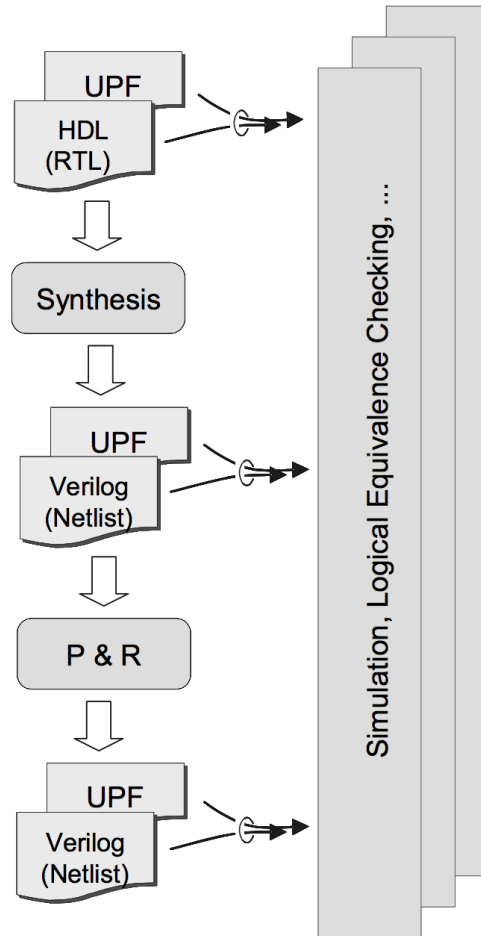 UPF
HDL
(RTL)
Synthesis
UPF
Verilog
(Netlist)
P & R
UPF
Verilog
(Netlist)
Simulation, Logical Equivalence Checking, ...